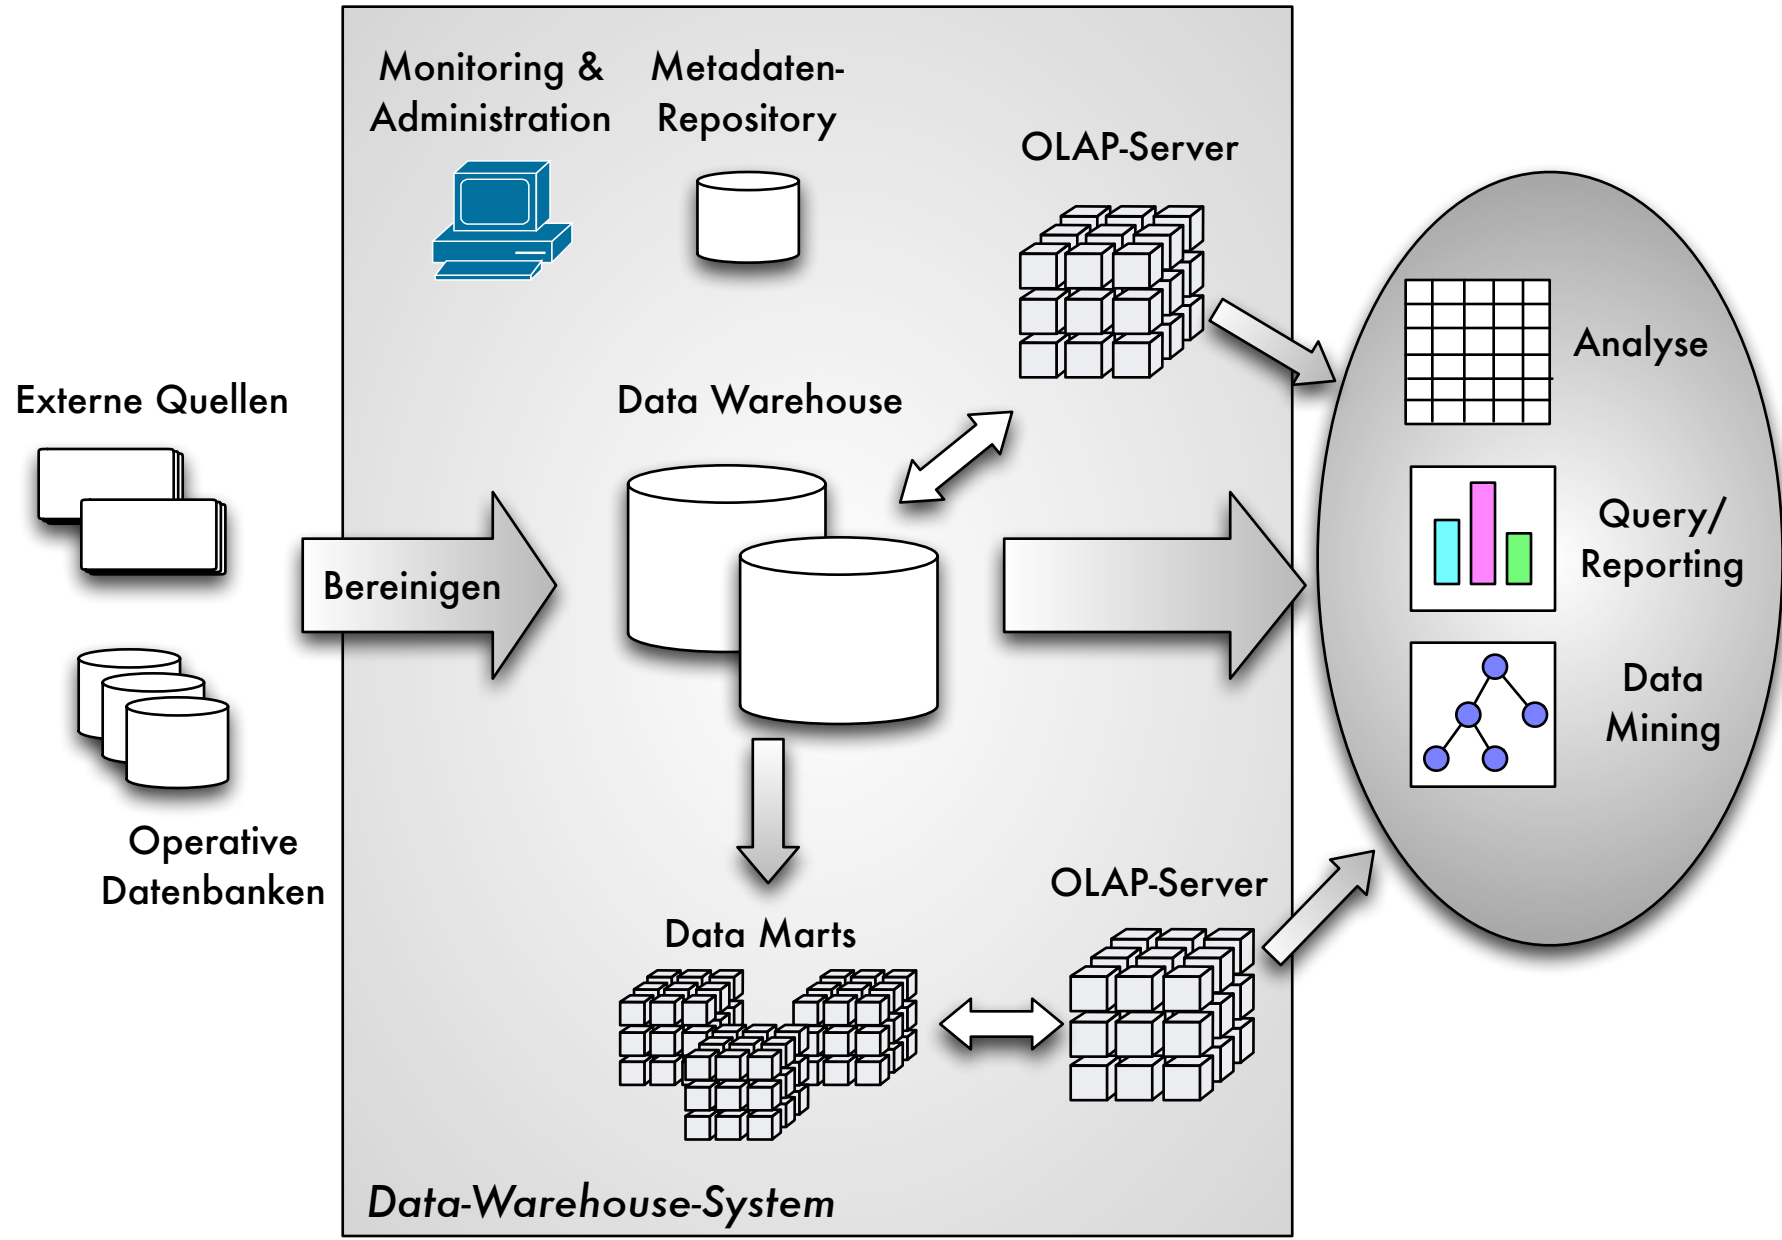 Monitoring &
Administration
Metadaten-
Repository
OLAP-Server
Externe Quellen
Data Warehouse
Analyse
Bereinigen
Query/
Reporting
Data
Mining
Operative
Datenbanken
Data Marts
OLAP-Server
Data-Warehouse-System